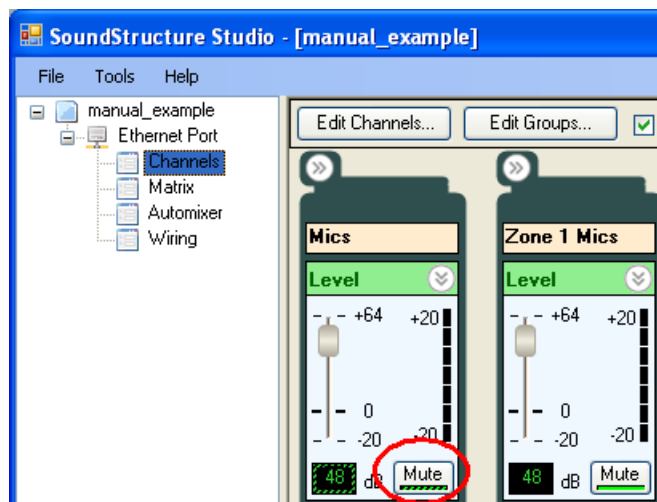 SoundStructure Studio - [manual_example]
File Tools Help
manual_example
Ethernet Port
Channels
Matrix
Automixer
Wiring
Edit Channels... Edit Groups...
Mics
Level
+64 +20
0
-20 -20
48 dB Mute
Zone 1 Mics
Level
+64 +20
0
-20 -20
48 dB Mute